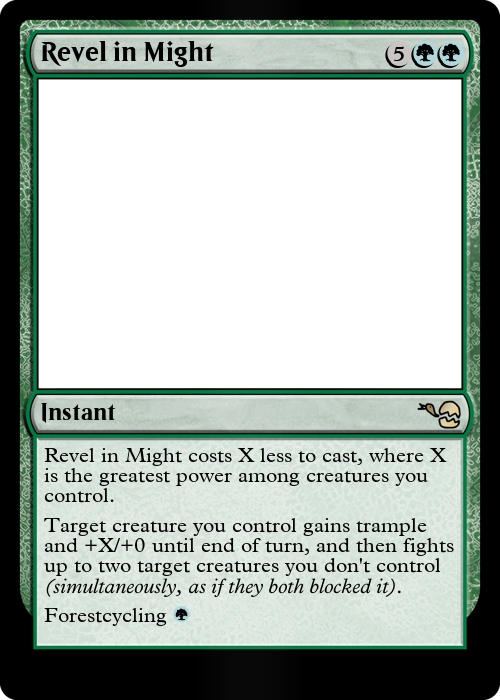 Revel in Might 5
Instant
Revel in Might costs X less to cast, where X
is the greatest power among creatures you
control.
Target creature you control gains trample
and +X/+0 until end of turn, and then fights
up to two target creatures you don't control
(simultaneously, as if they both blocked it).
Forestcycling